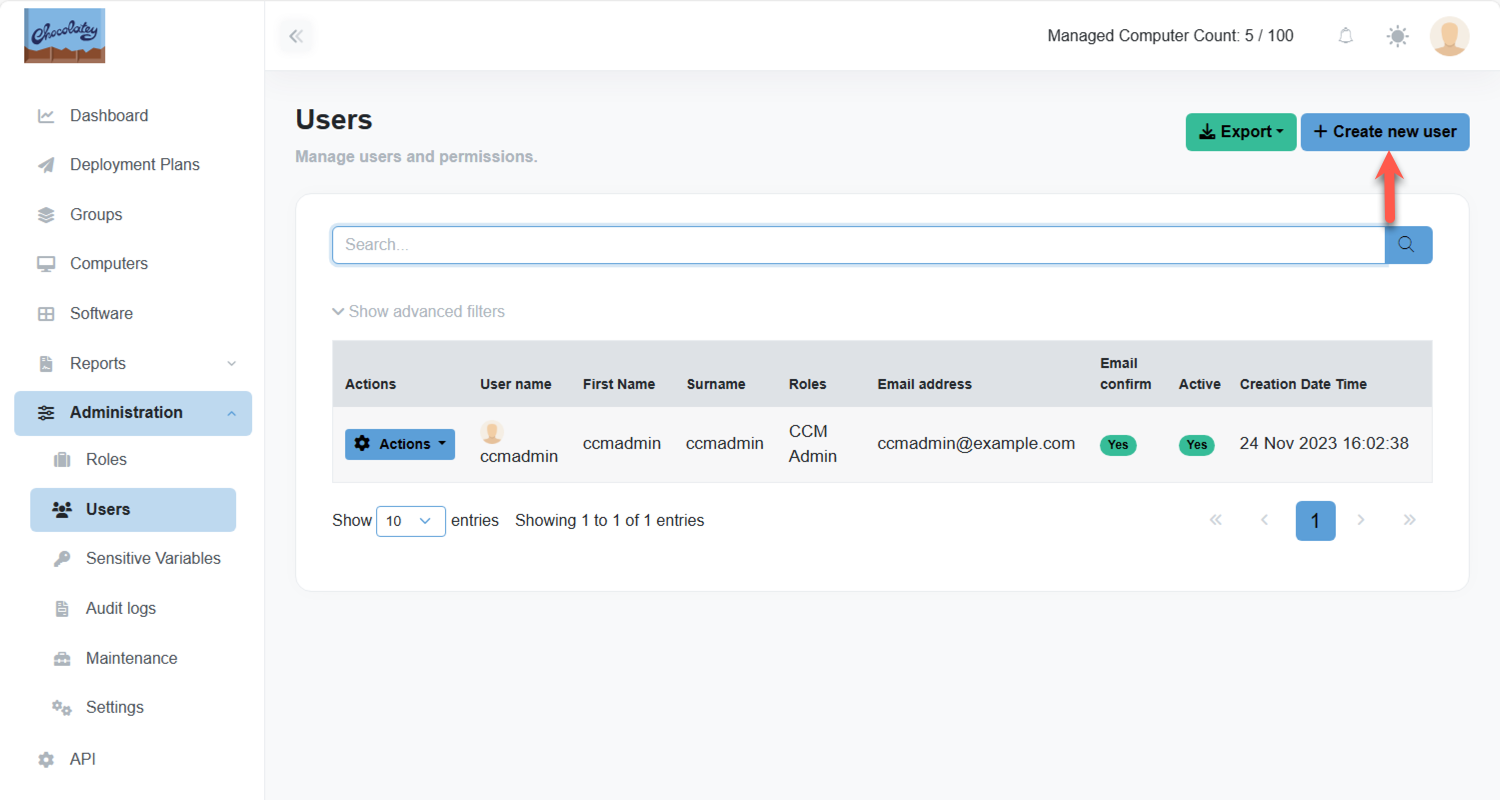 Chocolatey
Managed Computer Count: 5 / 100
Dashboard
Deployment Plans
Groups
Computers
Software
Reports
Administration
Roles
Users
Sensitive Variables
Audit logs
Maintenance
Settings
API
Users
Manage users and permissions.
Export
+ Create new user
Search...
Show advanced filters
Actions User name First Name Surname Roles Email address Email confirm Active Creation Date Time
Actions ccmadmin ccmadmin ccmadmin CCM Admin ccmadmin@example.com Yes Yes 24 Nov 2023 16:02:38
Show 10 entries Showing 1 to 1 of 1 entries
1